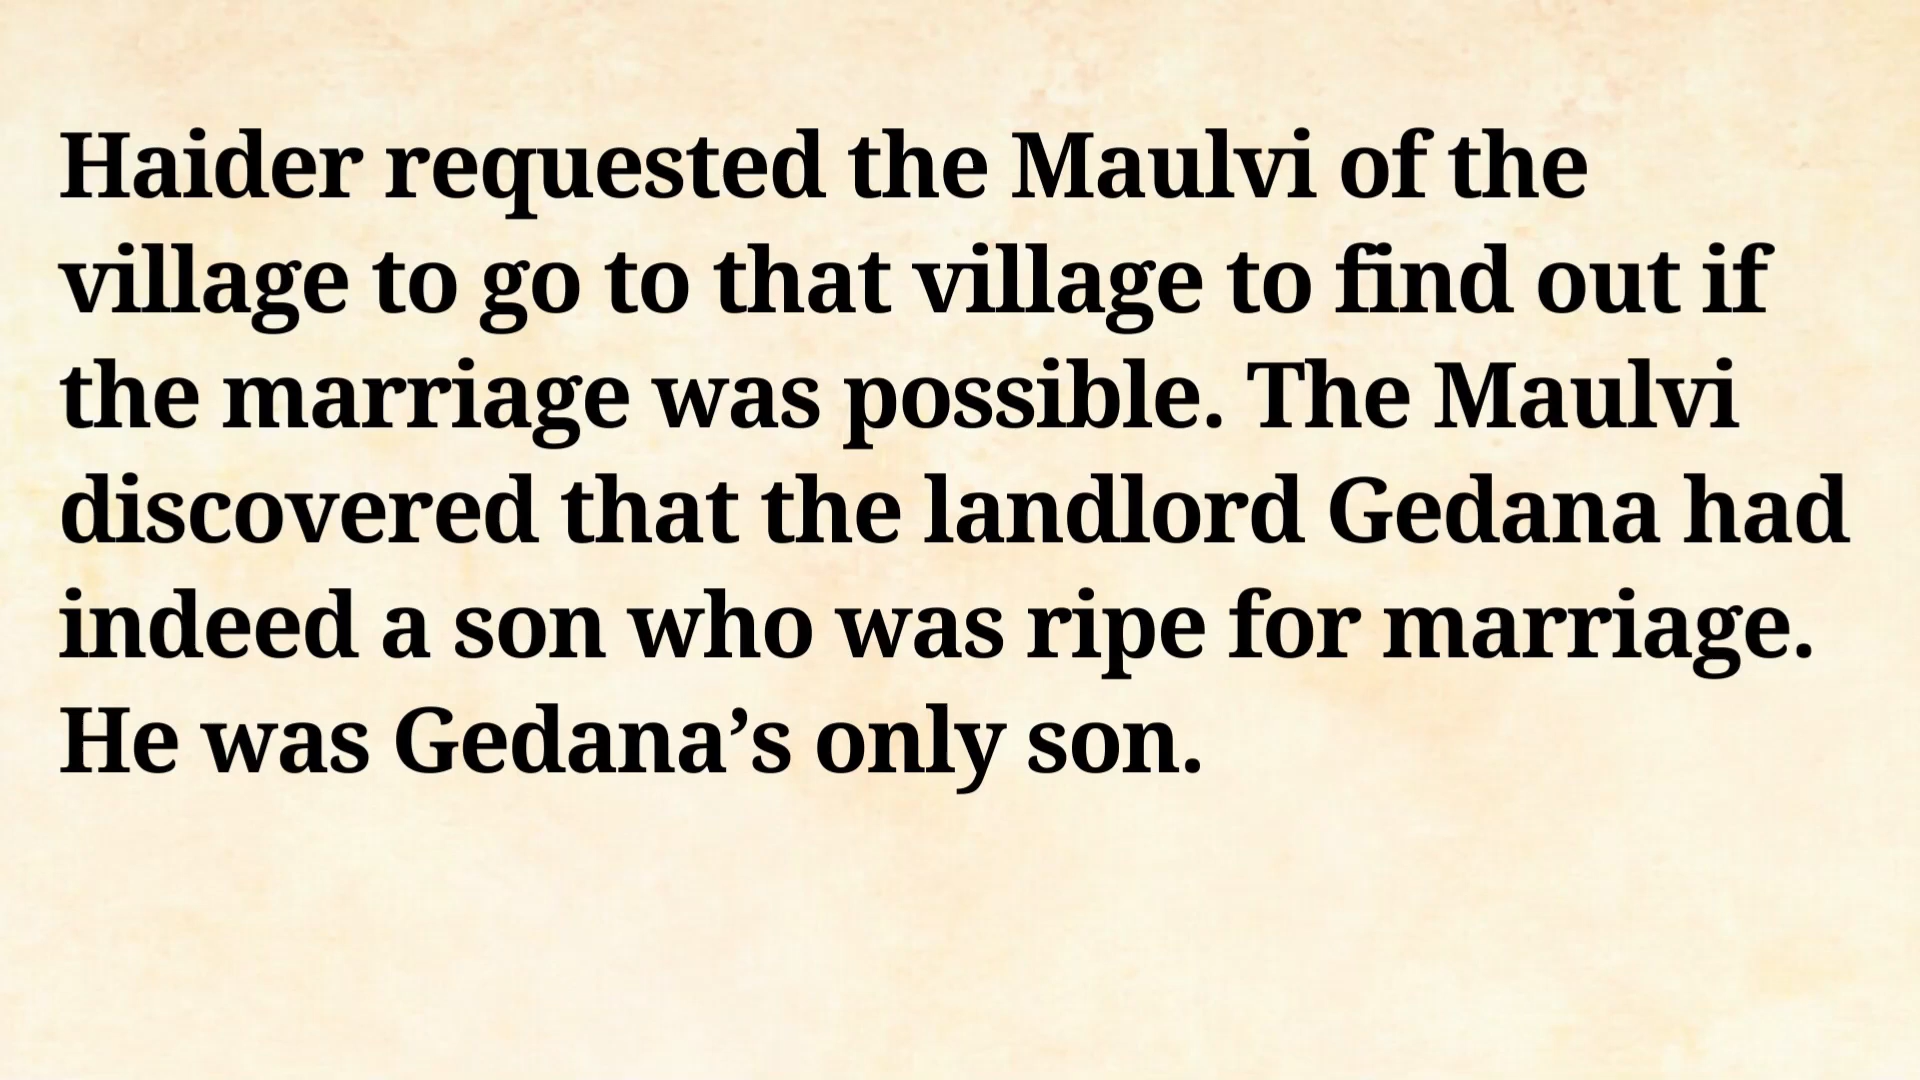 Haider requested the Maulvi of the
village to go to that village to find out if
the marriage was possible. The Maulvi
discovered that the landlord Gedana had
indeed a son who was ripe for marriage.
He was Gedana’s only son.